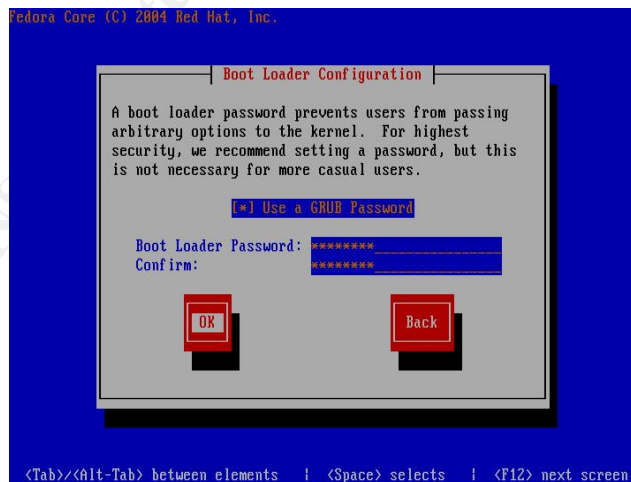 Fedora Core (C) 2004 Red Hat, Inc.
Boot Loader Configuration
A boot loader password prevents users from passing
arbitrary options to the kernel.  For highest
security, we recommend setting a password, but this
is not necessary for more casual users.
[*] Use a GRUB Password
Boot Loader Password: ********________________
Confirm: ********________________
OK Back
<Tab>/<Alt-Tab> between elements | <Space> selects | <F12> next screen